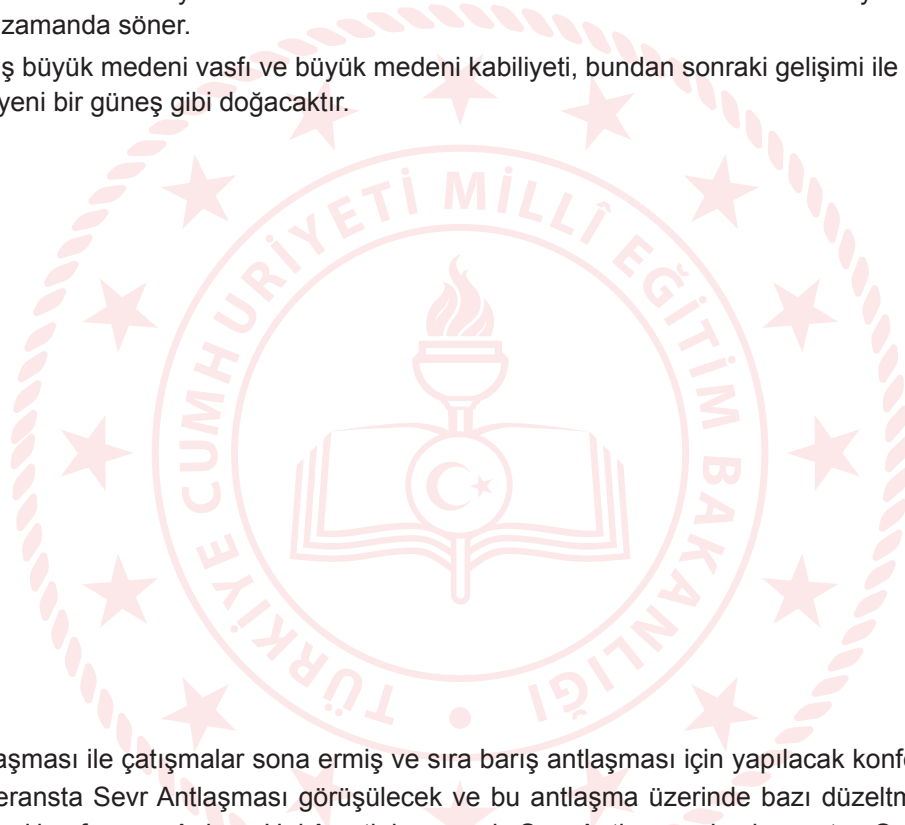 zamanda söner.
ş büyük medeni vasfı ve büyük medeni kabiliyeti, bundan sonraki gelişimi ile
yeni bir güneş gibi doğacaktır.
TÜRKİYE CUMHURİYETİ MİLLÎ EĞİTİM BAKANLIĞI
aşması ile çatışmalar sona ermiş ve sıra barış antlaşması için yapılacak konf
eransta Sevr Antlaşması görüşülecek ve bu antlaşma üzerinde bazı düzeltm